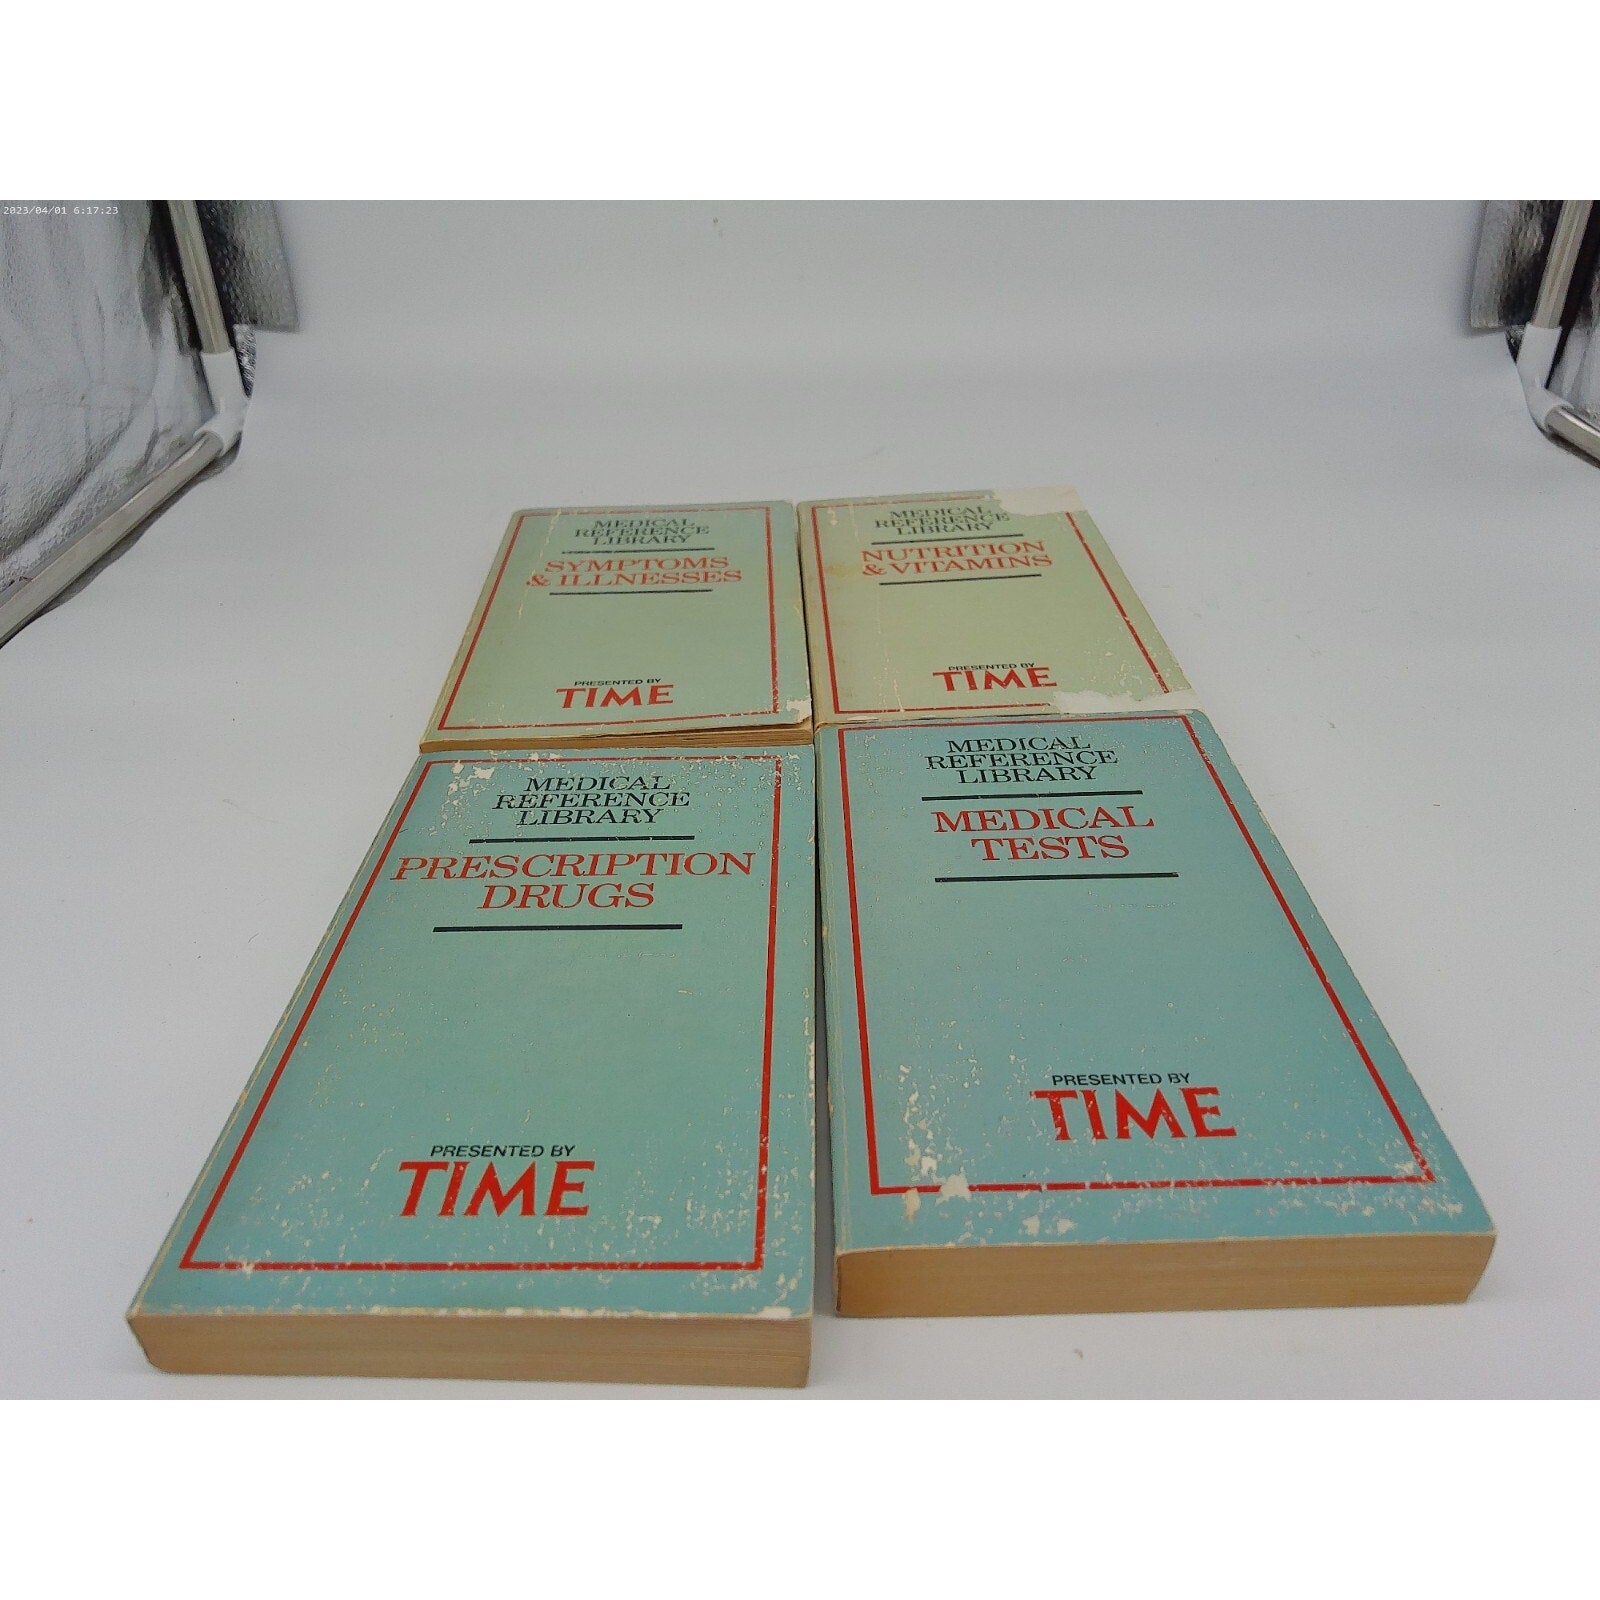 2023/04/01 6:17:23
MEDICAL
REFERENCE
LIBRARY
SYMPTOMS
& ILLNESSES
PRESENTED BY
TIME
MEDICAL
REFERENCE
LIBRARY
NUTRITION
& VITAMINS
PRESENTED BY
TIME
MEDICAL
REFERENCE
LIBRARY
PRESCRIPTION
DRUGS
PRESENTED BY
TIME
MEDICAL
REFERENCE
LIBRARY
MEDICAL
TESTS
PRESENTED BY
TIME